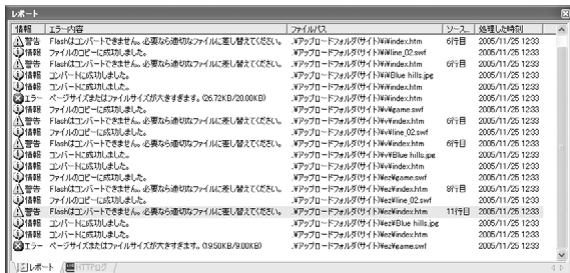 レポート
情報 エラー内容 ファイルパス ソース... 処理した時刻
警告 Flashはコンバートできません。必要なら適切なファイルに差し替えてください。 .¥アップロードフォルダ(サイト)¥i¥index.htm 6行目 2005/11/25 12:33
情報 ファイルのコピーに成功しました。 .¥アップロードフォルダ(サイト)¥i¥line_02.swf 2005/11/25 12:33
警告 Flashはコンバートできません。必要なら適切なファイルに差し替えてください。 .¥アップロードフォルダ(サイト)¥i¥index.htm 6行目 2005/11/25 12:33
情報 コンバートに成功しました。 .¥アップロードフォルダ(サイト)¥i¥Blue hills.jpg 2005/11/25 12:33
エラー ページサイズまたはファイルサイズが大きすぎます。(26.72KB/20.00KB) .¥アップロードフォルダ(サイト)¥i¥index.htm 2005/11/25 12:33
情報 ファイルのコピーに成功しました。 .¥アップロードフォルダ(サイト)¥v¥game.swf 2005/11/25 12:33
警告 Flashはコンバートできません。必要なら適切なファイルに差し替えてください。 .¥アップロードフォルダ(サイト)¥v¥index.htm 6行目 2005/11/25 12:33
情報 ファイルのコピーに成功しました。 .¥アップロードフォルダ(サイト)¥v¥line_02.swf 2005/11/25 12:33
警告 Flashはコンバートできません。必要なら適切なファイルに差し替えてください。 .¥アップロードフォルダ(サイト)¥v¥index.htm 6行目 2005/11/25 12:33
情報 コンバートに成功しました。 .¥アップロードフォルダ(サイト)¥v¥Blue hills.jpg 2005/11/25 12:33
情報 コンバートに成功しました。 .¥アップロードフォルダ(サイト)¥v¥index.htm 2005/11/25 12:33
情報 ファイルのコピーに成功しました。 .¥アップロードフォルダ(サイト)¥ez¥game.swf 2005/11/25 12:33
警告 Flashはコンバートできません。必要なら適切なファイルに差し替えてください。 .¥アップロードフォルダ(サイト)¥ez¥index.htm 8行目 2005/11/25 12:33
情報 ファイルのコピーに成功しました。 .¥アップロードフォルダ(サイト)¥ez¥line_02.swf 2005/11/25 12:33
警告 Flashはコンバートできません。必要なら適切なファイルに差し替えてください。 .¥アップロードフォルダ(サイト)¥ez¥index.htm 11行目 2005/11/25 12:33
情報 コンバートに成功しました。 .¥アップロードフォルダ(サイト)¥ez¥Blue hills.jpg 2005/11/25 12:33
情報 コンバートに成功しました。 .¥アップロードフォルダ(サイト)¥ez¥index.htm 2005/11/25 12:33
エラー ページサイズまたはファイルサイズが大きすぎます。(19.50KB/9.00KB) .¥アップロードフォルダ(サイト)¥ez¥game.swf 2005/11/25 12:33
レポート HTTPログ